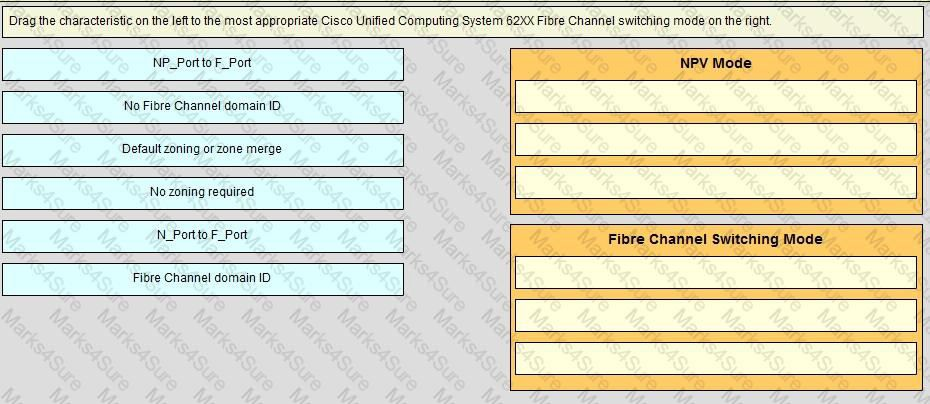 Drag the characteristic on the left to the most appropriate Cisco Unified Computing System 62XX Fibre Channel switching mode on the right.
NP_Port to F_Port
No Fibre Channel domain ID
Default zoning or zone merge
No zoning required
N_Port to F_Port
Fibre Channel domain ID
NPV Mode
Fibre Channel Switching Mode
Marks4Sure